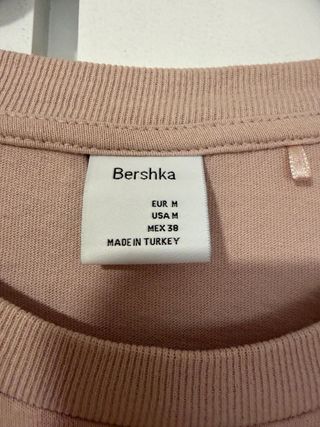 Bershka
EUR M
USA M
MEX 38
MADE IN TURKEY